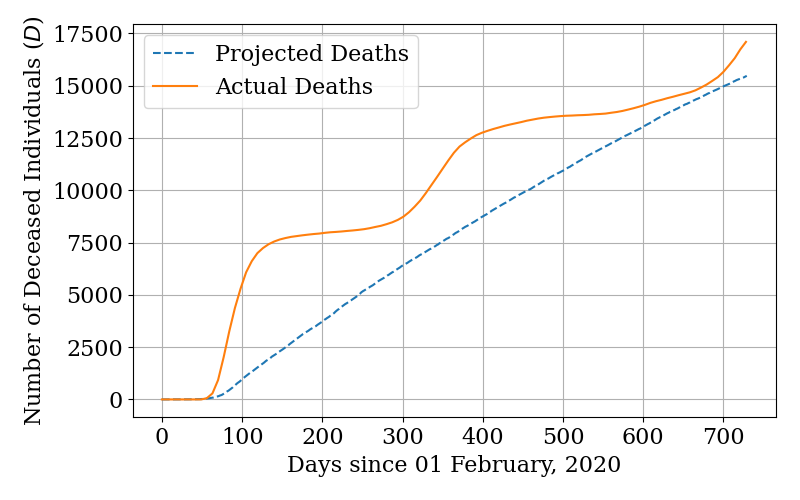 Number of Deceased Individuals (D)
17500
15000
12500
10000
7500
5000
2500
0
Projected Deaths
Actual Deaths
0 100 200 300 400 500 600 700
Days since 01 February, 2020